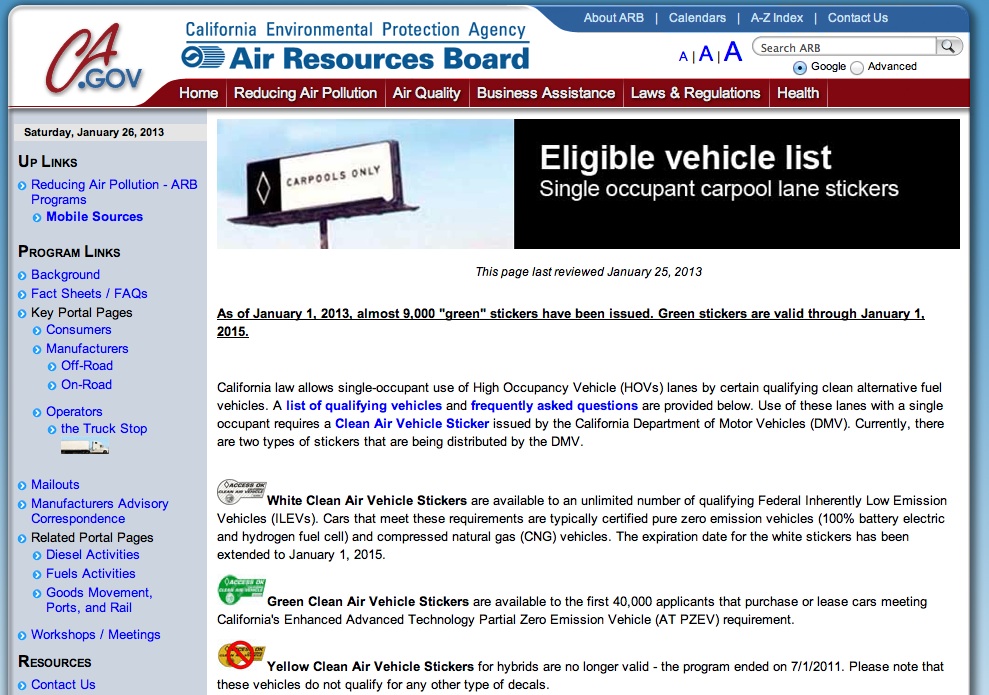 CA
.GOV
California Environmental Protection Agency
Air Resources Board
About ARB | Calendars | A-Z Index | Contact Us
A | A | A
Search ARB
Google Advanced
Home Reducing Air Pollution Air Quality Business Assistance Laws & Regulations Health
Saturday, January 26, 2013
UP LINKS
Reducing Air Pollution - ARB
Programs
Mobile Sources
PROGRAM LINKS
Background
Fact Sheets / FAQs
Key Portal Pages
Consumers
Manufacturers
Off-Road
On-Road
Operators
the Truck Stop
Mailouts
Manufacturers Advisory
Correspondence
Related Portal Pages
Diesel Activities
Fuels Activities
Goods Movement,
Ports, and Rail
Workshops / Meetings
RESOURCES
Contact Us
CARPOOLS ONLY
Eligible vehicle list
Single occupant carpool lane stickers
This page last reviewed January 25, 2013
As of January 1, 2013, almost 9,000 "green" stickers have been issued. Green stickers are valid through January 1,
2015.
California law allows single-occupant use of High Occupancy Vehicle (HOVs) lanes by certain qualifying clean alternative fuel
vehicles. A list of qualifying vehicles and frequently asked questions are provided below. Use of these lanes with a single
occupant requires a Clean Air Vehicle Sticker issued by the California Department of Motor Vehicles (DMV). Currently, there
are two types of stickers that are being distributed by the DMV.
ACCESS OK
CLEAN AIR VEHICLE
White Clean Air Vehicle Stickers are available to an unlimited number of qualifying Federal Inherently Low Emission
Vehicles (ILEVs). Cars that meet these requirements are typically certified pure zero emission vehicles (100% battery electric
and hydrogen fuel cell) and compressed natural gas (CNG) vehicles. The expiration date for the white stickers has been
extended to January 1, 2015.
ACCESS OK
CLEAN AIR VEHICLE
Green Clean Air Vehicle Stickers are available to the first 40,000 applicants that purchase or lease cars meeting
California's Enhanced Advanced Technology Partial Zero Emission Vehicle (AT PZEV) requirement.
ACCESS OK
Yellow Clean Air Vehicle Stickers for hybrids are no longer valid - the program ended on 7/1/2011. Please note that
these vehicles do not qualify for any other type of decals.